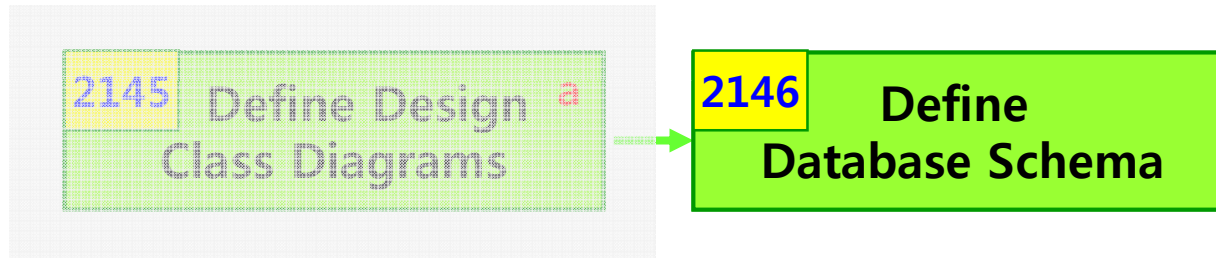 2145
Define Design a
Class Diagrams
2146
Define
Database Schema